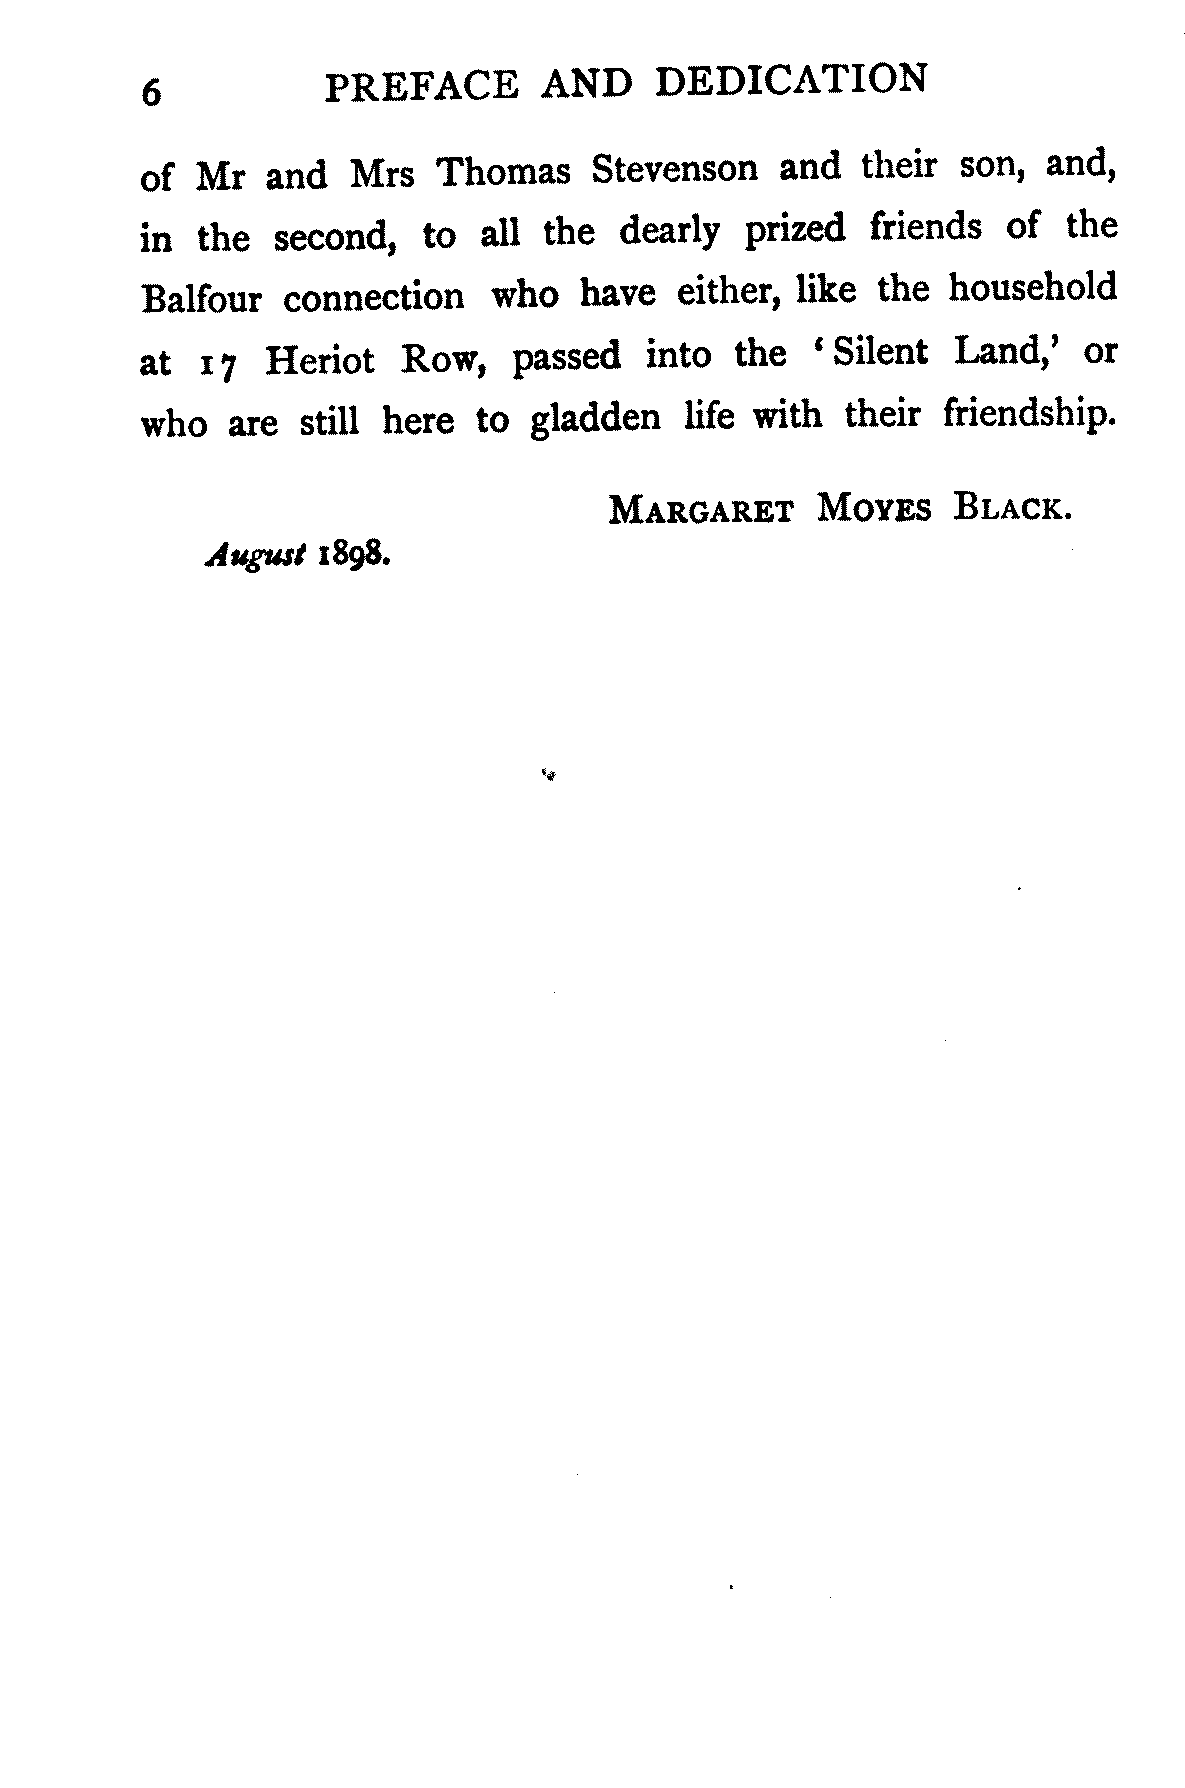 6 PREFACE AND DEDICATION
of Mr and Mrs Thomas Stevenson and their son, and,
in the second, to all the dearly prized friends of the
Balfour connection who have either, like the household
at 17 Heriot Row, passed into the ‘Silent Land,’ or
who are still here to gladden life with their friendship.
MARGARET MOYES BLACK.
August 1898.